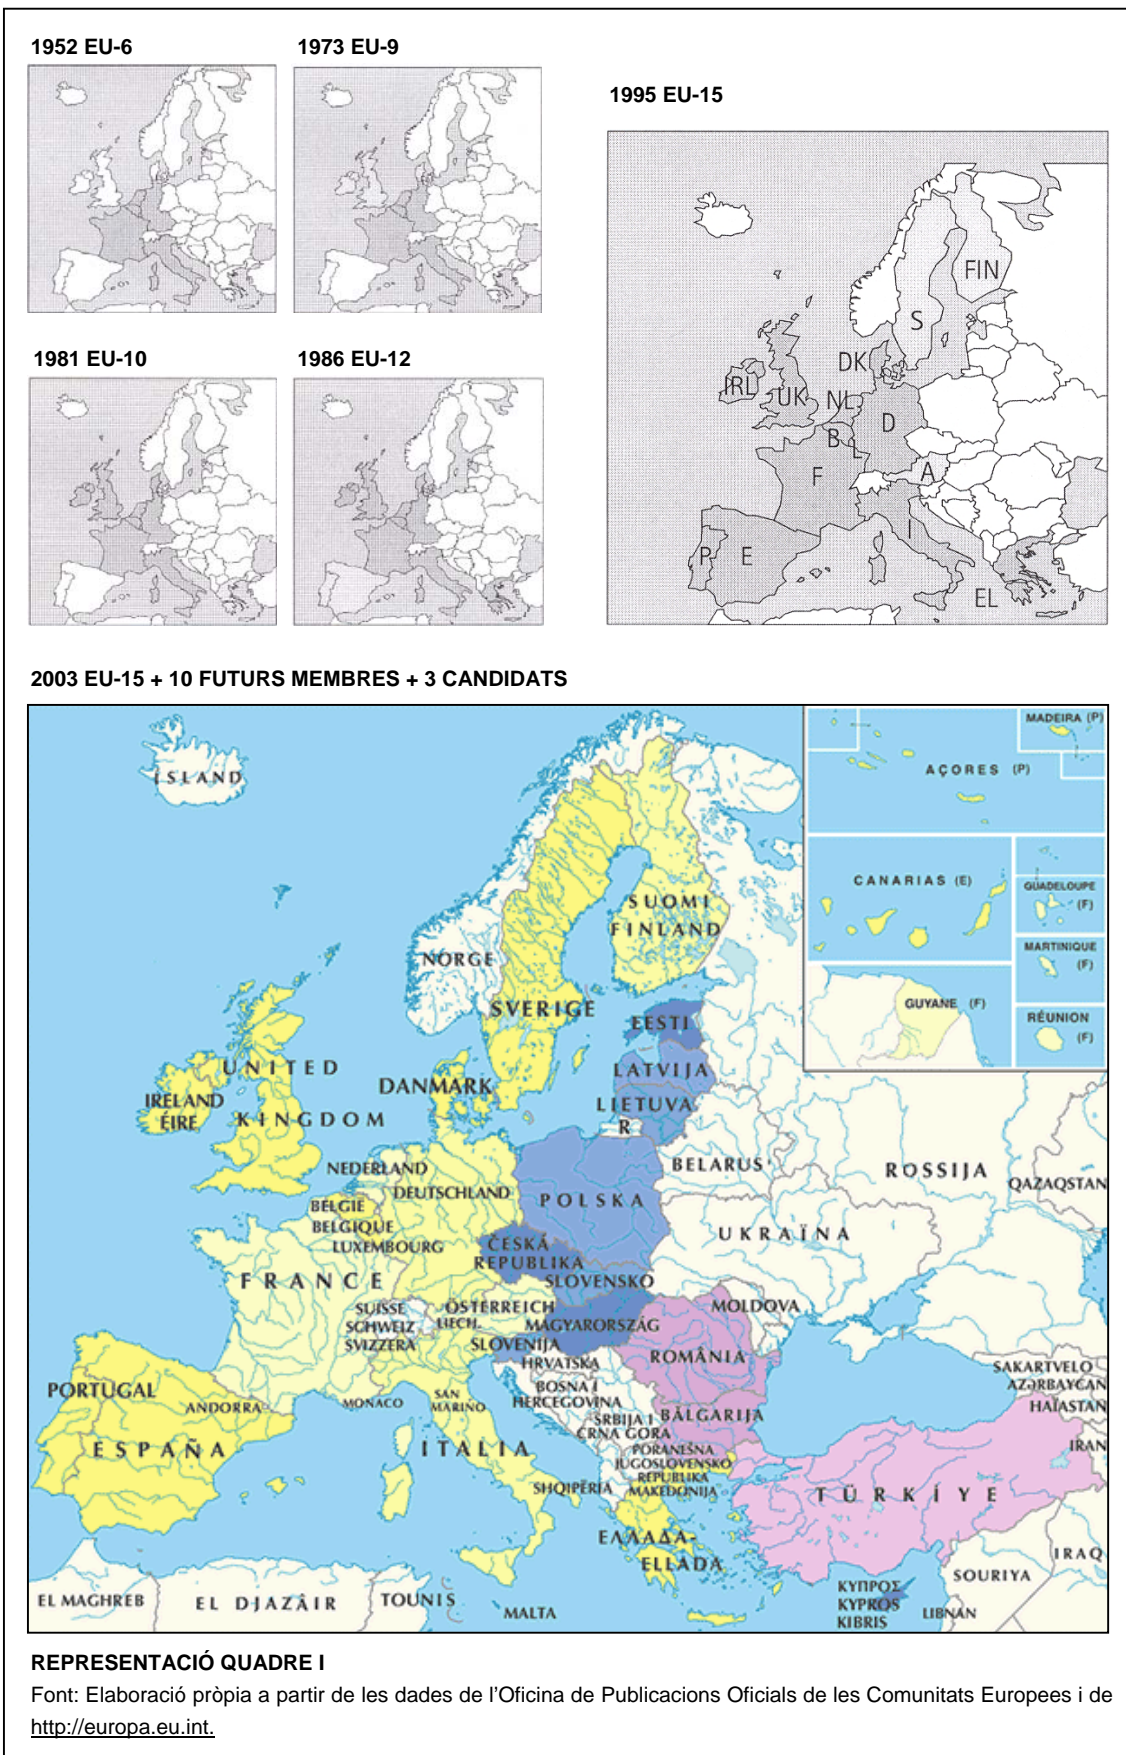 1952 EU-6
1973 EU-9
1995 EU-15
1981 EU-10
1986 EU-12
FIN
S
DK
IRL
UK
NL
D
B
L
A
F
I
P
E
EL
2003 EU-15 + 10 FUTURS MEMBRES + 3 CANDIDATS
MADEIRA (P)
AÇORES (P)
CANARIAS (E)
GUADELOUPE
(F)
MARTINIQUE
(F)
GUYANE (F)
RÉUNION
(F)
ÍSLAND
SUOMI
FINLAND
NORGE
SVERIGE
EESTI
UNITED
KINGDOM
DANMARK
LATVIJA
IRELAND
ÉIRE
LIETUVA
R
NEDERLAND
BELARUS'
ROSSIJA
QAZAQSTAN
DEUTSCHLAND
POLSKA
BELGIË
BELGIQUE
LUXEMBOURG
UKRAÏNA
ČESKÁ
REPUBLIKA
FRANCE
SLOVENSKO
SUISSE
SCHWEIZ
SVIZZERA
ÖSTERREICH
LIECH.
MAGYARORSZÁG
MOLDOVA
SLOVENIJA
HRVATSKA
ROMÂNIA
SAKARTVELO
AZƏRBAYCAN
HAÏASTAN
PORTUGAL
ANDORRA
MONACO
SAN
MARINO
BOSNA I
HERCEGOVINA
SRBIJA I
CRNA GORA
BĂLGARIJA
ESPAÑA
ITALIA
PORANEŠNA
JUGOSLOVENSKO
REPUBLIKA
MAKEDONIJA
IRAN
SHQIPËRIA
TÜRKÍYE
ΕΛΛΑΔΑ-
ELLADA
IRAQ
SOURIYA
EL MAGHREB
EL DJAZÂIR
TOUNIS
MALTA
ΚΥΠΡΟΣ
KYPROS
KIBRIS
LIBNAN
REPRESENTACIÓ QUADRE I
Font: Elaboració pròpia a partir de les dades de l'Oficina de Publicacions Oficials de les Comunitats Europees i de
http://europa.eu.int.